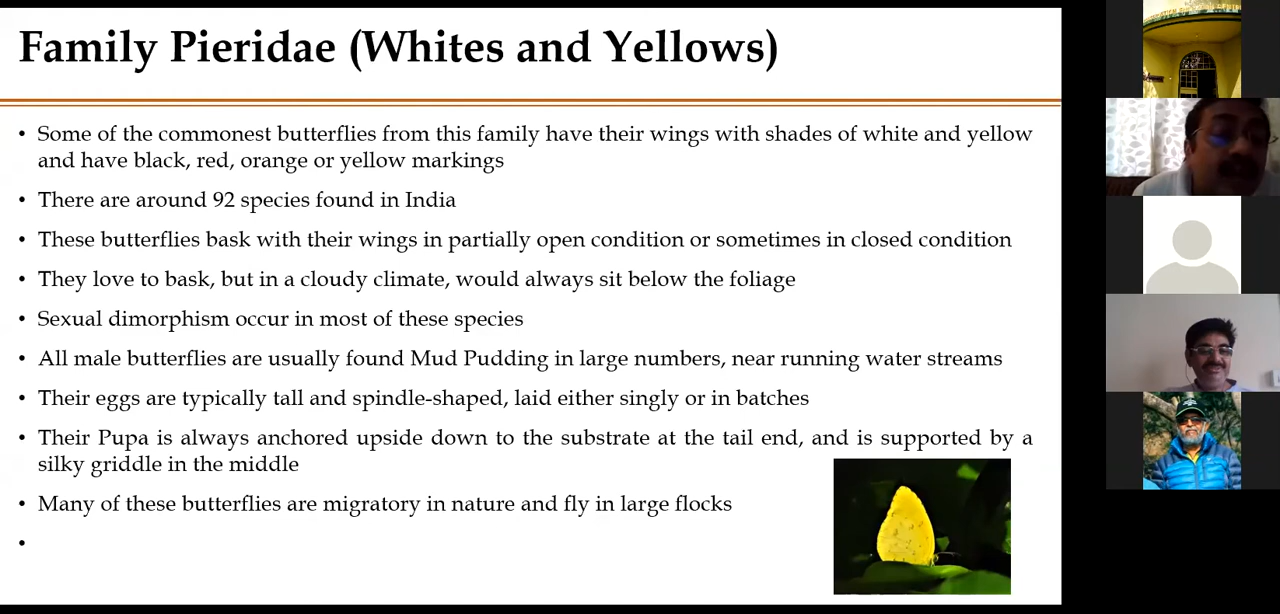 Family Pieridae (Whites and Yellows)
• Some of the commonest butterflies from this family have their wings with shades of white and yellow
and have black, red, orange or yellow markings
• There are around 92 species found in India
• These butterflies bask with their wings in partially open condition or sometimes in closed condition
• They love to bask, but in a cloudy climate, would always sit below the foliage
• Sexual dimorphism occur in most of these species
• All male butterflies are usually found Mud Pudding in large numbers, near running water streams
• Their eggs are typically tall and spindle-shaped, laid either singly or in batches
• Their Pupa is always anchored upside down to the substrate at the tail end, and is supported by a
silky griddle in the middle
• Many of these butterflies are migratory in nature and fly in large flocks
•